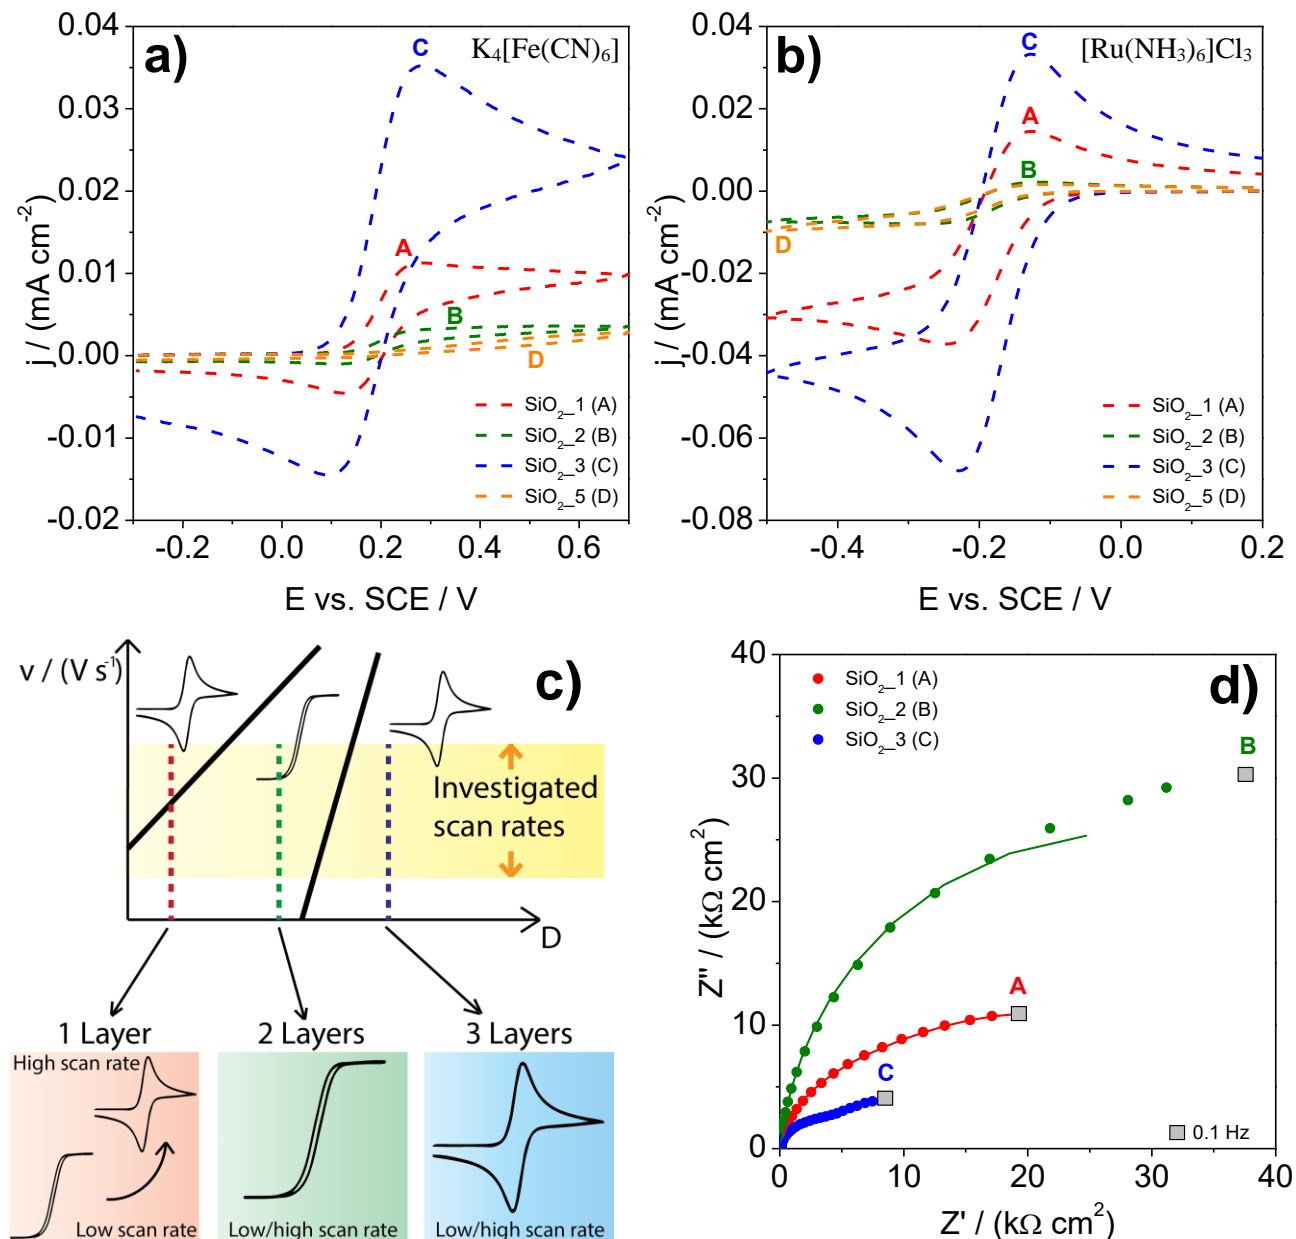 a)
K4[Fe(CN)6]
C
A
B
D
0.04
0.03
0.02
0.01
0.00
-0.01
-0.02
j / (mA cm-2)
SiO2_1 (A)
SiO2_2 (B)
SiO2_3 (C)
SiO2_5 (D)
-0.2 0.0 0.2 0.4 0.6
E vs. SCE / V
b)
[Ru(NH3)6]Cl3
C
A
B
D
0.04
0.02
0.00
-0.02
-0.04
-0.06
-0.08
j / (mA cm-2)
SiO2_1 (A)
SiO2_2 (B)
SiO2_3 (C)
SiO2_5 (D)
-0.4 -0.2 0.0 0.2
E vs. SCE / V
c)
v / (V s-1)
Investigated
scan rates
D
1 Layer
2 Layers
3 Layers
High scan rate
Low scan rate
Low/high scan rate
Low/high scan rate
d)
SiO2_1 (A)
SiO2_2 (B)
SiO2_3 (C)
B
A
C
40
30
20
10
0
Z'' / (kΩ cm2)
0.1 Hz
0 10 20 30 40
Z' / (kΩ cm2)